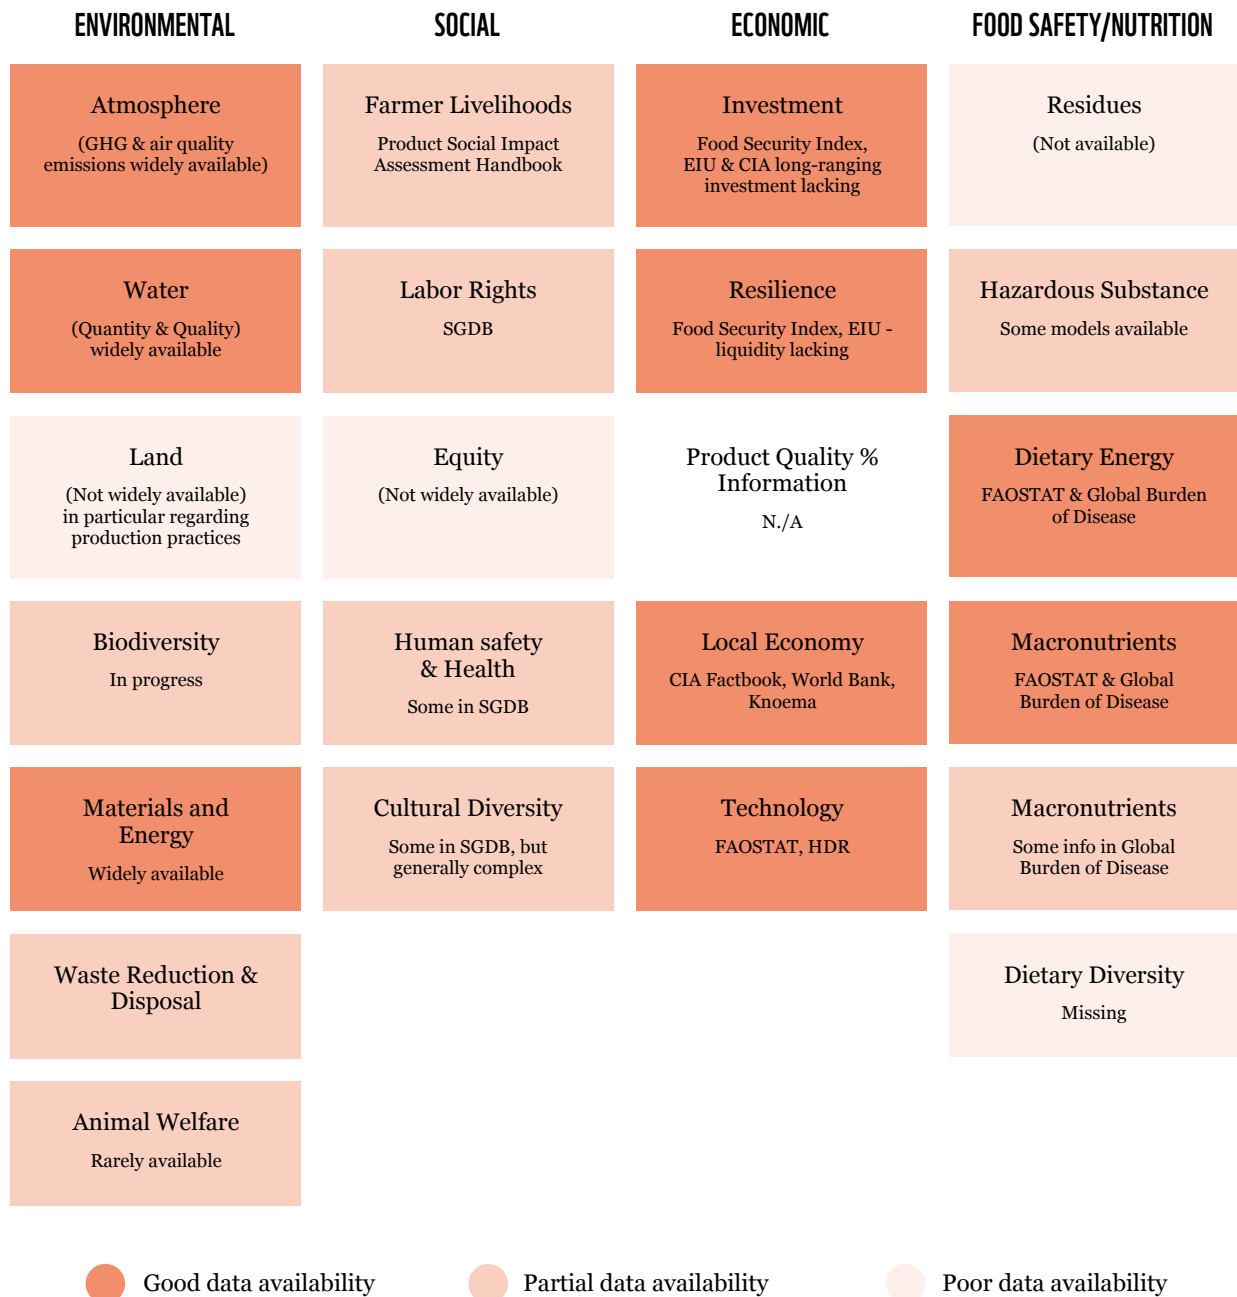 ENVIRONMENTAL
Atmosphere
(GHG & air quality
emissions widely available)
Water
(Quantity & Quality)
widely available
Land
(Not widely available)
in particular regarding
production practices
Biodiversity
In progress
Materials and
Energy
Widely available
Waste Reduction &
Disposal
Animal Welfare
Rarely available
SOCIAL
Farmer Livelihoods
Product Social Impact
Assessment Handbook
Labor Rights
SGDB
Equity
(Not widely available)
Human safety
& Health
Some in SGDB
Cultural Diversity
Some in SGDB, but
generally complex
ECONOMIC
Investment
Food Security Index,
EIU & CIA long-ranging
investment lacking
Resilience
Food Security Index, EIU -
liquidity lacking
Product Quality %
Information
N./A
Local Economy
CIA Factbook, World Bank,
Knoema
Technology
FAOSTAT, HDR
FOOD SAFETY/NUTRITION
Residues
(Not available)
Hazardous Substance
Some models available
Dietary Energy
FAOSTAT & Global Burden
of Disease
Macronutrients
FAOSTAT & Global
Burden of Disease
Macronutrients
Some info in Global
Burden of Disease
Dietary Diversity
Missing
Good data availability
Partial data availability
Poor data availability